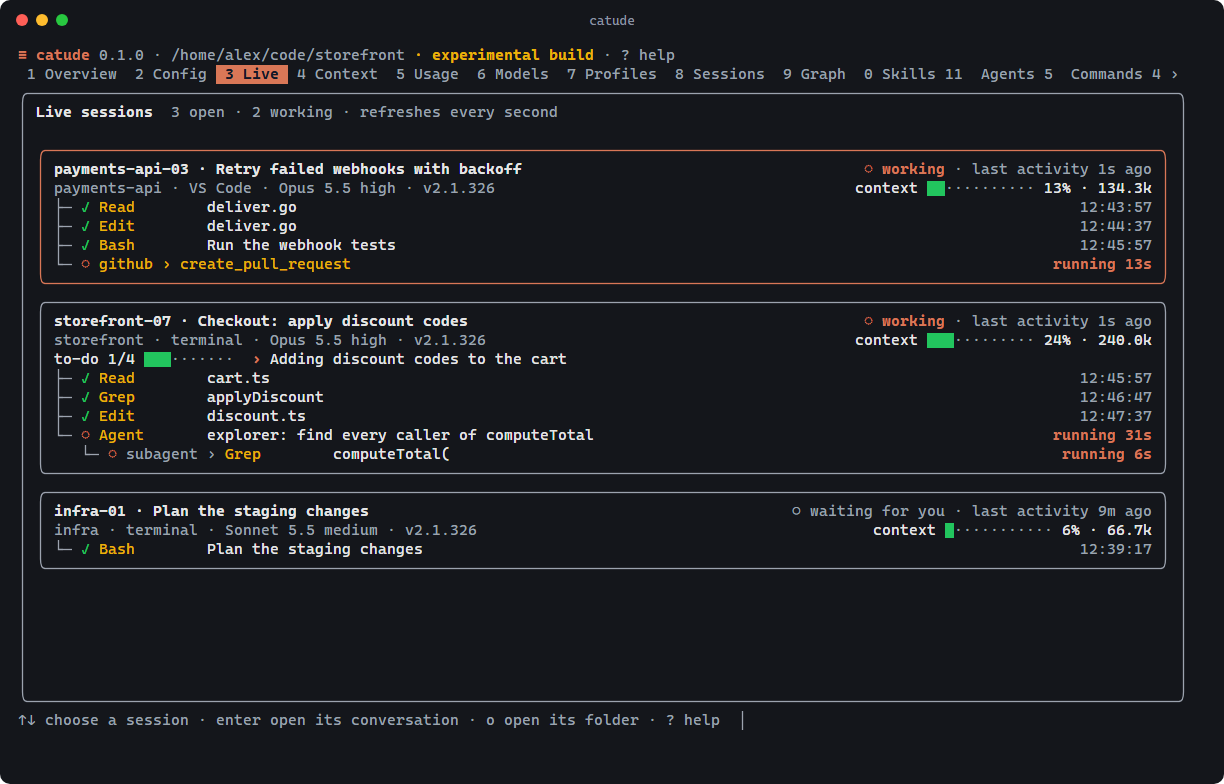 catude
≡ catude 0.1.0 · /home/alex/code/storefront · experimental build · ? help
1 Overview 2 Config 3 Live 4 Context 5 Usage 6 Models 7 Profiles 8 Sessions 9 Graph 0 Skills 11 Agents 5 Commands 4 ›
Live sessions 3 open · 2 working · refreshes every second
payments-api-03 · Retry failed webhooks with backoff ◌ working · last activity 1s ago
payments-api · VS Code · Opus 5.5 high · v2.1.326 context ██·········· 13% · 134.3k
├─ ✓ Read deliver.go 12:43:57
├─ ✓ Edit deliver.go 12:44:37
├─ ✓ Bash Run the webhook tests 12:45:57
└─ ◌ github › create_pull_request running 13s
storefront-07 · Checkout: apply discount codes ◌ working · last activity 1s ago
storefront · terminal · Opus 5.5 high · v2.1.326 context ███········· 24% · 240.0k
to-do 1/4 ███······· › Adding discount codes to the cart
├─ ✓ Read cart.ts 12:45:57
├─ ✓ Grep applyDiscount 12:46:47
├─ ✓ Edit discount.ts 12:47:37
└─ ◌ Agent explorer: find every caller of computeTotal running 31s
└─ ◌ subagent › Grep computeTotal( running 6s
infra-01 · Plan the staging changes ○ waiting for you · last activity 9m ago
infra · terminal · Sonnet 5.5 medium · v2.1.326 context █··········· 6% · 66.7k
└─ ✓ Bash Plan the staging changes 12:39:17
↑↓ choose a session · enter open its conversation · o open its folder · ? help